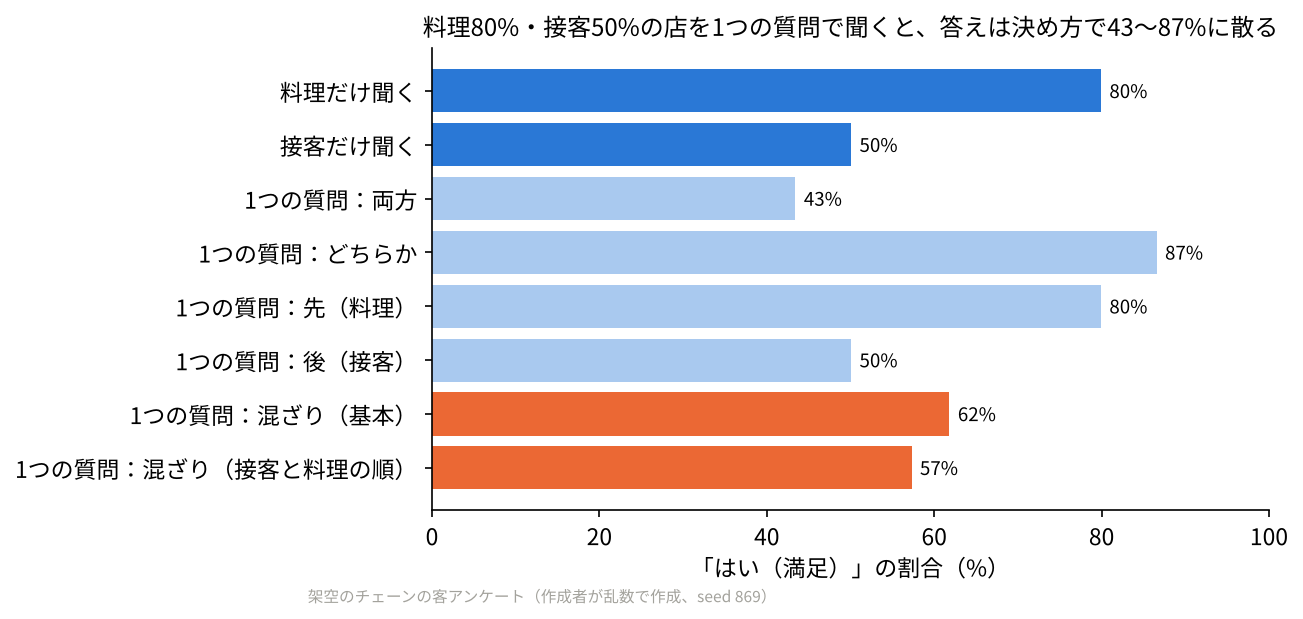 料理80%・接客50%の店を1つの質問で聞くと、答えは決め方で43～87%に散る
料理だけ聞く
80%
接客だけ聞く
50%
1つの質問：両方
43%
1つの質問：どちらか
87%
1つの質問：先（料理）
80%
1つの質問：後（接客）
50%
1つの質問：混ざり（基本）
62%
1つの質問：混ざり（接客と料理の順）
57%
0 20 40 60 80 100
「はい（満足）」の割合（%）
架空のチェーンの客アンケート（作成者が乱数で作成、seed 869）